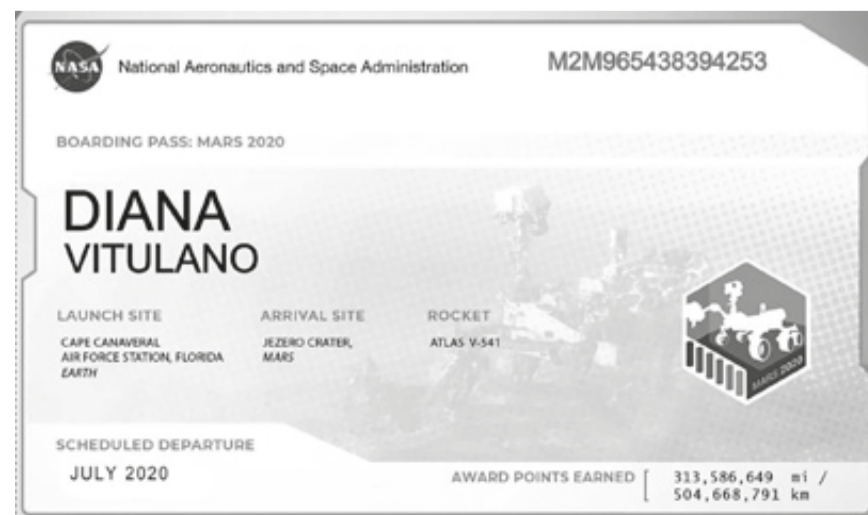 NASA
National Aeronautics and Space Administration
M2M965438394253
BOARDING PASS: MARS 2020
DIANA
VITULANO
LAUNCH SITE
CAPE CANAVERAL
AIR FORCE STATION, FLORIDA
EARTH
ARRIVAL SITE
JEZERO CRATER,
MARS
ROCKET
ATLAS V-541
MARS 2020
SCHEDULED DEPARTURE
JULY 2020
AWARD POINTS EARNED
313,586,649 mi /
504,668,791 km